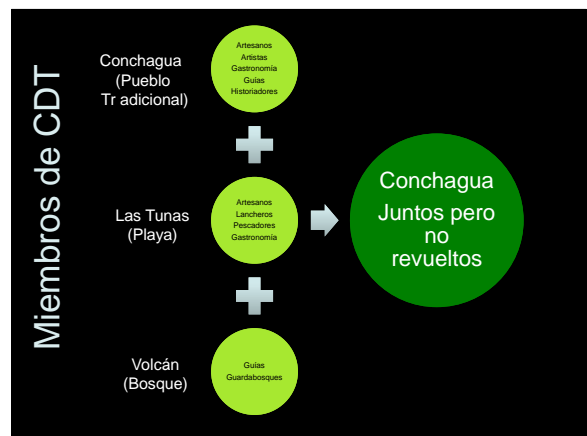 Miembros de CDT
Conchagua
(Pueblo
Tr adicional)
Artesanos
Artistas
Gastronomía
Guías
Historiadores
Las Tunas
(Playa)
Artesanos
Lancheros
Pescadores
Gastronomía
Volcán
(Bosque)
Guías
Guardabosques
Conchagua
Juntos pero
no
revueltos